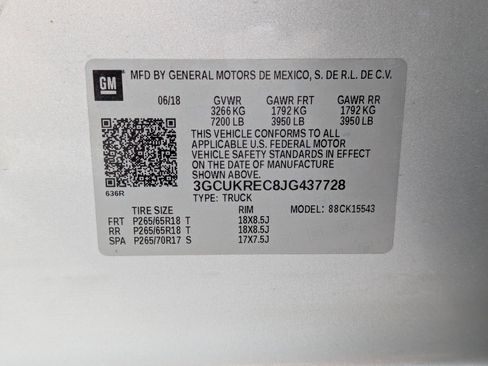 GM MFD BY GENERAL MOTORS DE MEXICO, S. DE R.L. DE C.V.
06/18 GVWR GAWR FRT GAWR RR
3266 KG 1792 KG 1792 KG
7200 LB 3950 LB 3950 LB
THIS VEHICLE CONFORMS TO ALL
APPLICABLE U.S. FEDERAL MOTOR
VEHICLE SAFETY STANDARDS IN EFFECT
ON THE DATE OF MANUFACTURE
SHOWN ABOVE.
3GCUKREC8JG437728
636R TYPE: TRUCK
TIRE SIZE RIM MODEL: 88CK15543
FRT P265/65R18 T 18X8.5J
RR P265/65R18 T 18X8.5J
SPA P265/70R17 S 17X7.5J